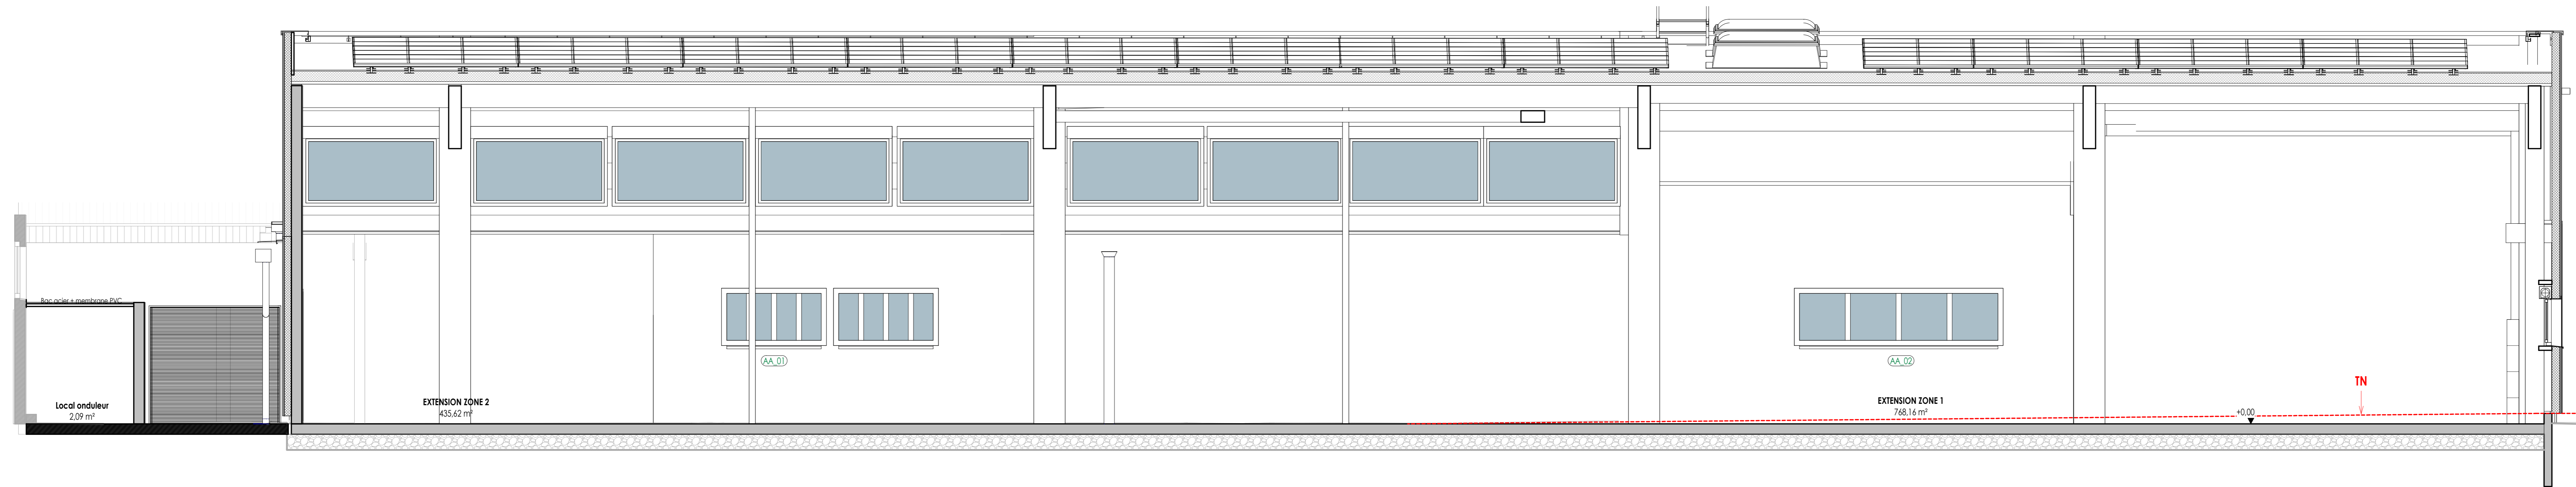 Bac acier + membrane PVC
Local onduleur
2,09 m²
EXTENSION ZONE 2
435,62 m²
AA_01
AA_02
EXTENSION ZONE 1
768,16 m²
+0,00
TN